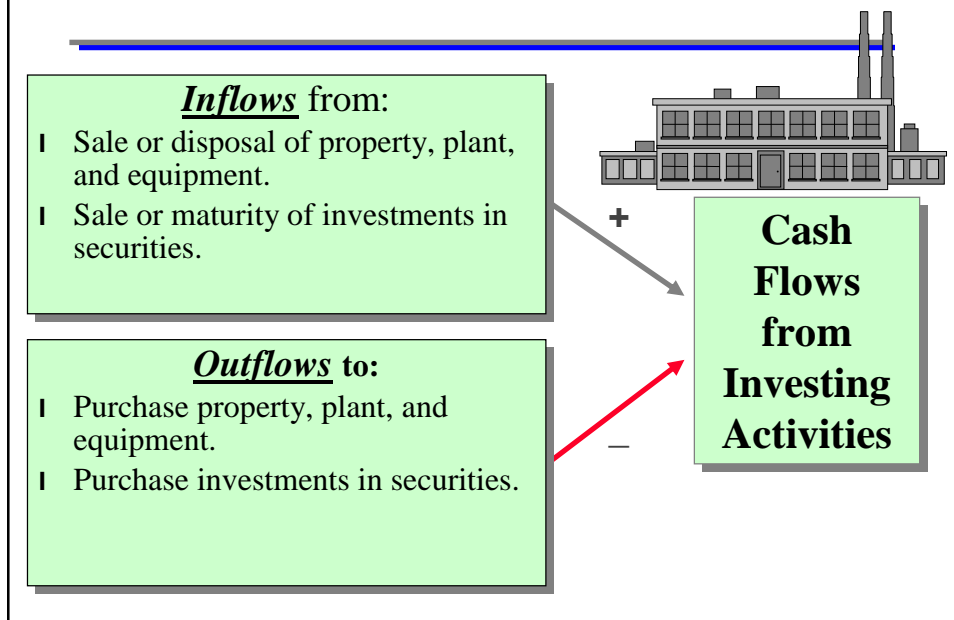 Inflows from:
l Sale or disposal of property, plant,
and equipment.
l Sale or maturity of investments in
securities.
+
Cash
Flows
from
Investing
Activities
Outflows to:
l Purchase property, plant, and
equipment.
l Purchase investments in securities.
–